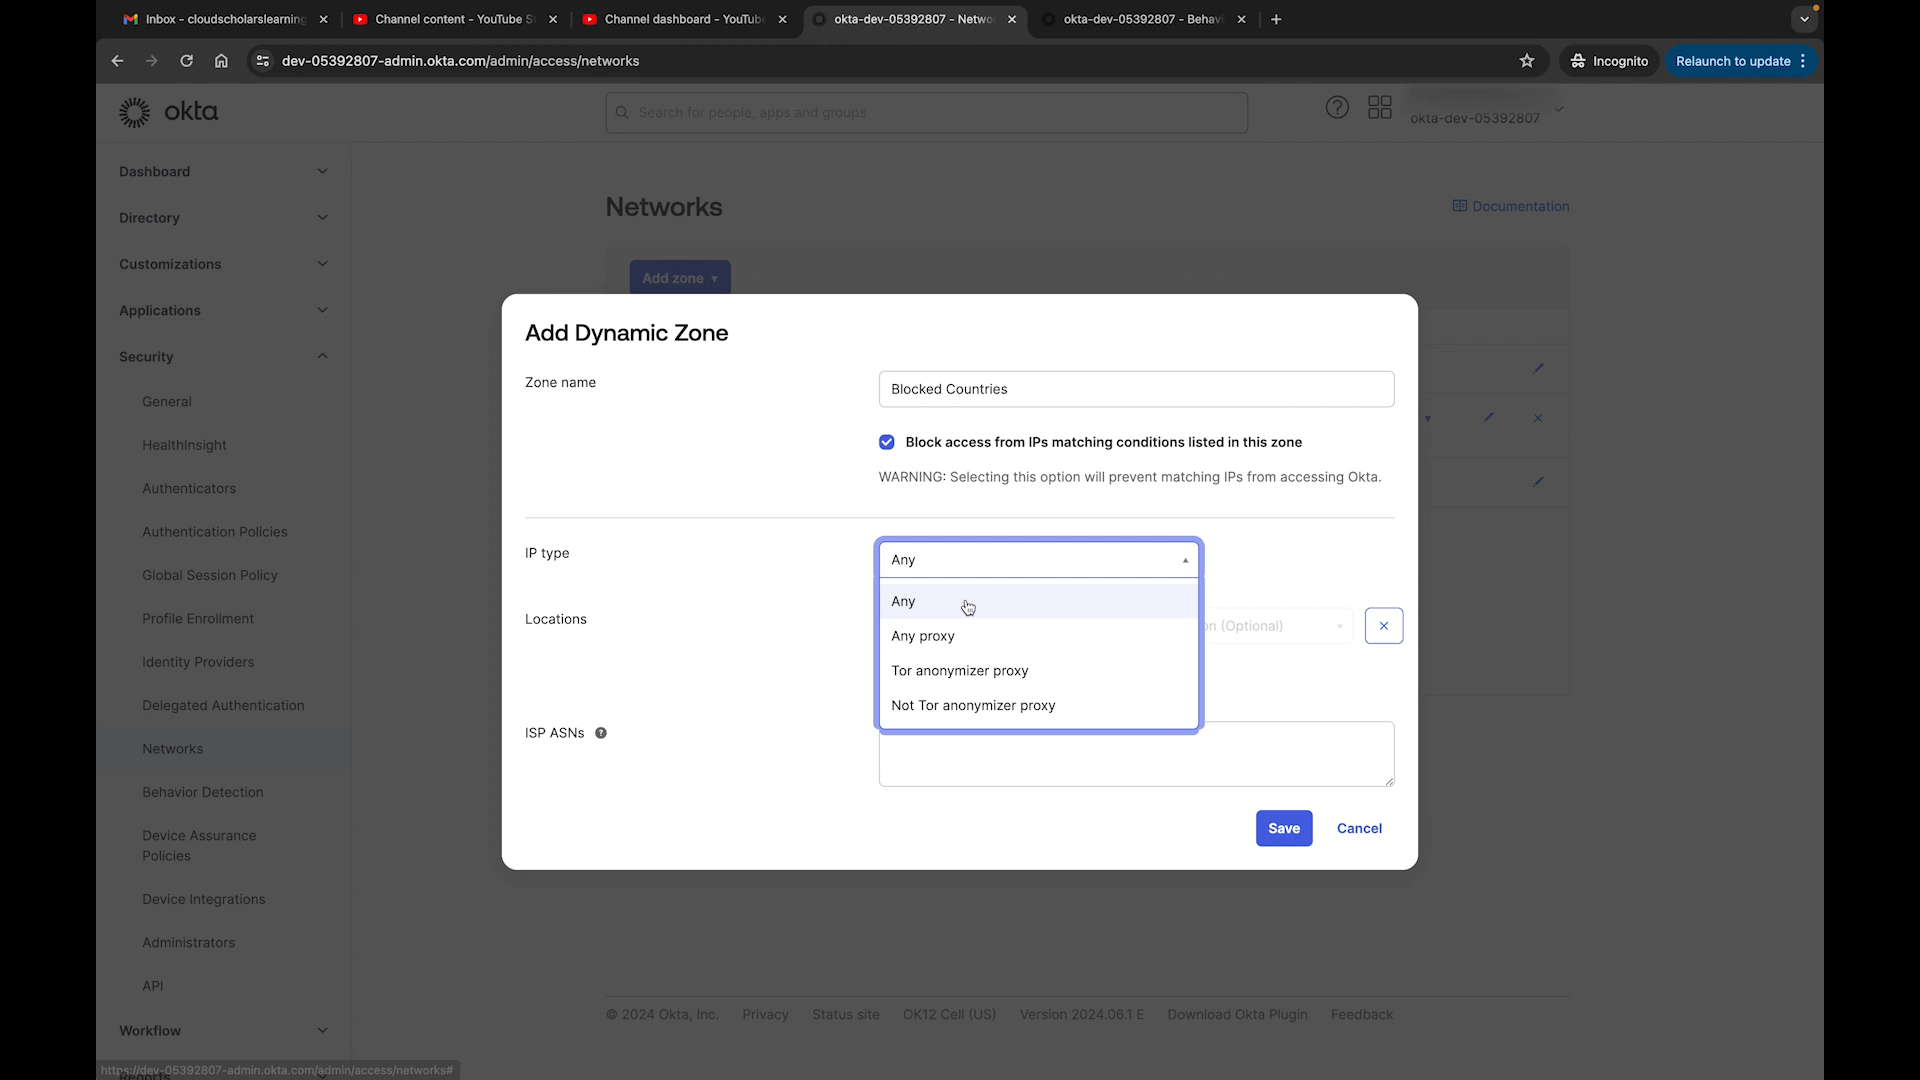 Inbox - cloudscholarslearning
Channel content - YouTube S
Channel dashboard - YouTube
okta-dev-05392807 - Netwo
okta-dev-05392807 - Behavi
dev-05392807-admin.okta.com/admin/access/networks
Incognito
Relaunch to update
okta
Search for people, apps and groups
okta-dev-05392807
Dashboard
Directory
Customizations
Applications
Security
General
HealthInsight
Authenticators
Authentication Policies
Global Session Policy
Profile Enrollment
Identity Providers
Delegated Authentication
Networks
Behavior Detection
Device Assurance
Policies
Device Integrations
Administrators
API
Workflow
Reports
https://dev-05392807-admin.okta.com/admin/access/networks#
Networks
Documentation
Add zone
Add Dynamic Zone
Zone name
Blocked Countries
Block access from IPs matching conditions listed in this zone
WARNING: Selecting this option will prevent matching IPs from accessing Okta.
IP type
Any
Any
Any proxy
Tor anonymizer proxy
Not Tor anonymizer proxy
Locations
on (Optional)
ISP ASNs
Save
Cancel
© 2024 Okta, Inc.
Privacy
Status site
OK12 Cell (US)
Version 2024.06.1 E
Download Okta Plugin
Feedback